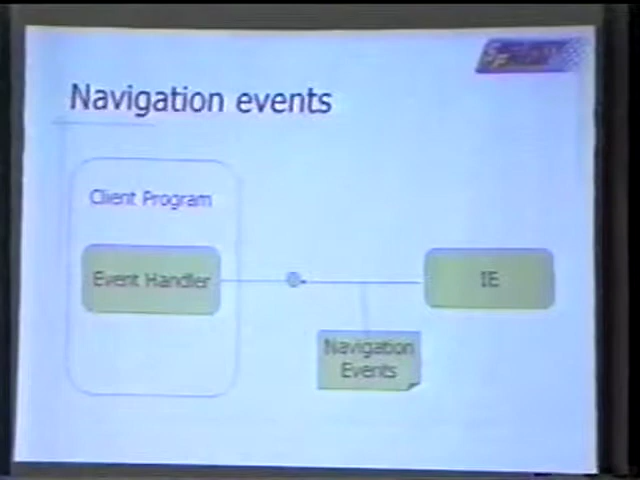 Navigation events
Client Program
Event Handler
IE
Navigation
Events